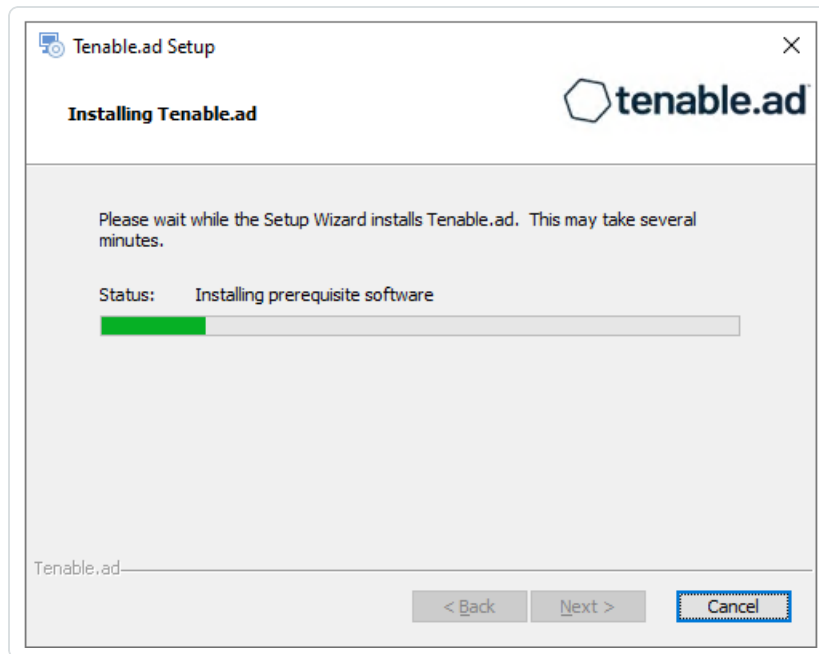 Tenable.ad Setup
Installing Tenable.ad
tenable.ad
Please wait while the Setup Wizard installs Tenable.ad. This may take several
minutes.
Status: Installing prerequisite software
Tenable.ad
< Back Next > Cancel